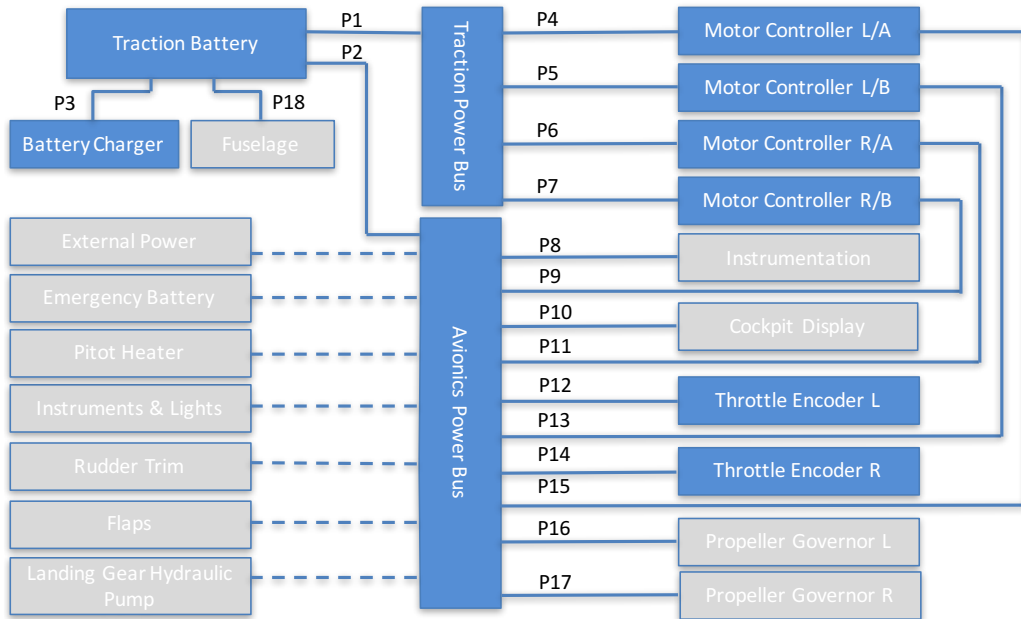 P1
P2
Traction Battery
P3
P18
Battery Charger
Fuselage
Traction Power Bus
P4
Motor Controller L/A
P5
Motor Controller L/B
P6
Motor Controller R/A
P7
Motor Controller R/B
External Power
Emergency Battery
Pitot Heater
Instruments & Lights
Rudder Trim
Flaps
Landing Gear Hydraulic
Pump
Avionics Power Bus
P8
Instrumentation
P9
P10
Cockpit Display
P11
P12
Throttle Encoder L
P13
P14
Throttle Encoder R
P15
P16
Propeller Governor L
P17
Propeller Governor R